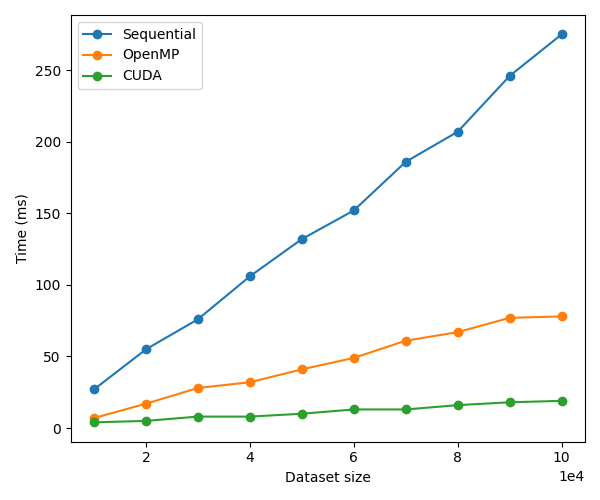 Sequential
OpenMP
CUDA
250
200
150
100
50
0
Time (ms)
2 4 6 8 10
1e4
Dataset size